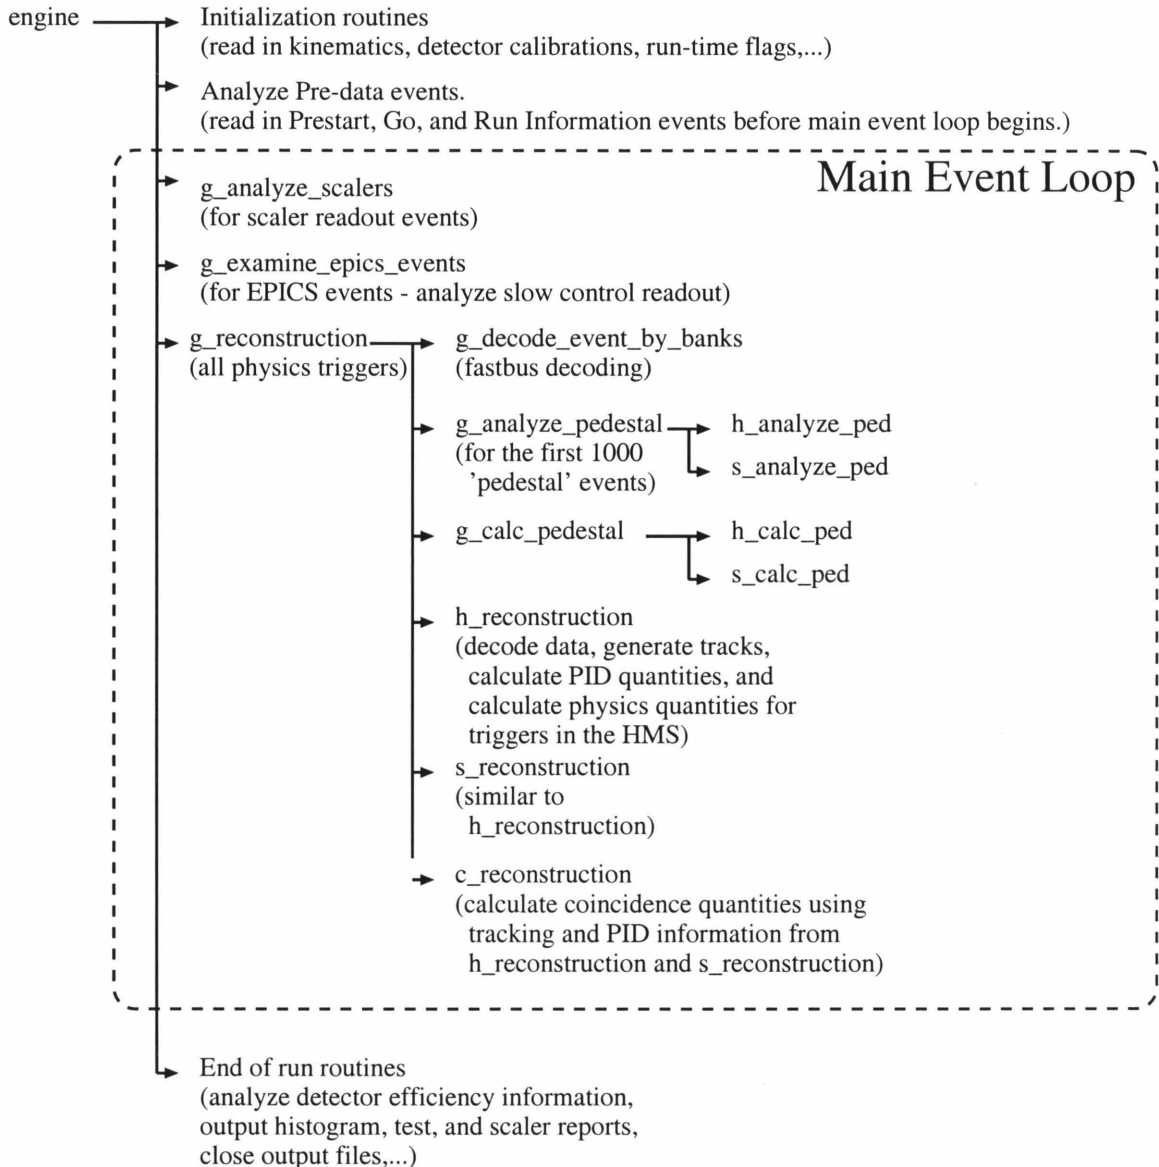 engine
Initialization routines
(read in kinematics, detector calibrations, run-time flags,...)
Analyze Pre-data events.
(read in Prestart, Go, and Run Information events before main event loop begins.)
Main Event Loop
g_analyze_scalers
(for scaler readout events)
g_examine_epics_events
(for EPICS events - analyze slow control readout)
g_reconstruction
(all physics triggers)
g_decode_event_by_banks
(fastbus decoding)
g_analyze_pedestal
(for the first 1000
'pedestal' events)
h_analyze_ped
s_analyze_ped
g_calc_pedestal
h_calc_ped
s_calc_ped
h_reconstruction
(decode data, generate tracks,
calculate PID quantities, and
calculate physics quantities for
triggers in the HMS)
s_reconstruction
(similar to
h_reconstruction)
c_reconstruction
(calculate coincidence quantities using
tracking and PID information from
h_reconstruction and s_reconstruction)
End of run routines
(analyze detector efficiency information,
output histogram, test, and scaler reports,
close output files,...)